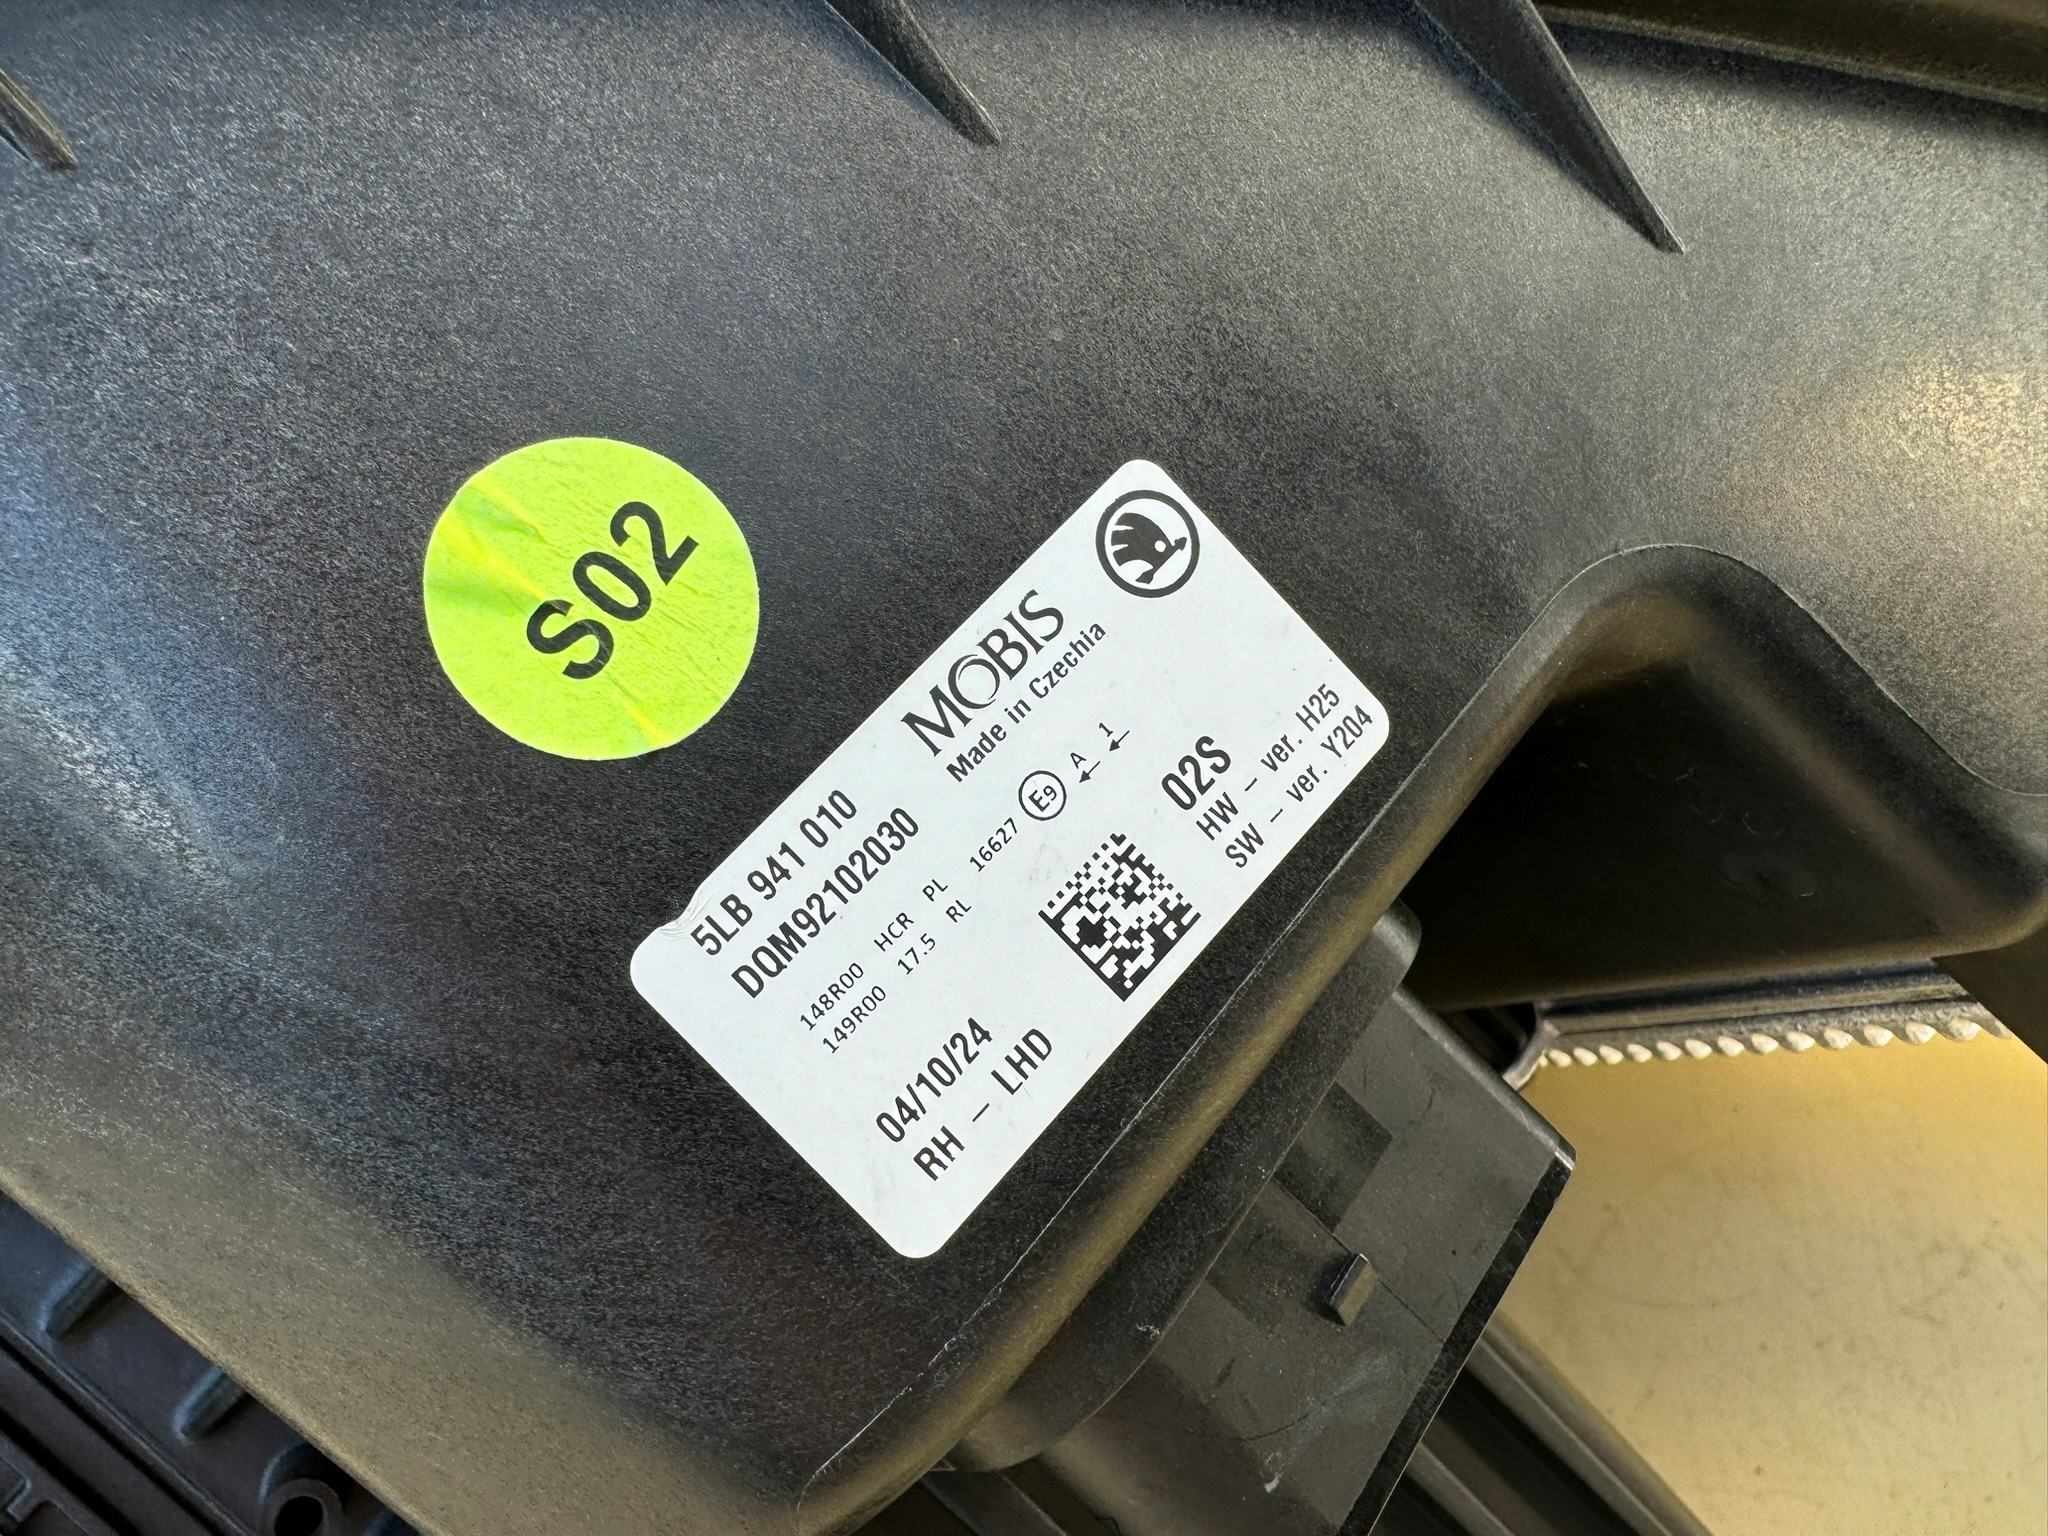 S02
MOBIS
Made in Czechia
5LB 941 010
DQM92102030
148R00 HCR PL 16627 E9 A 1
149R00 17.5 RL ← ←
04/10/24
RH - LHD
02S
HW - ver. H25
SW - ver. Y204